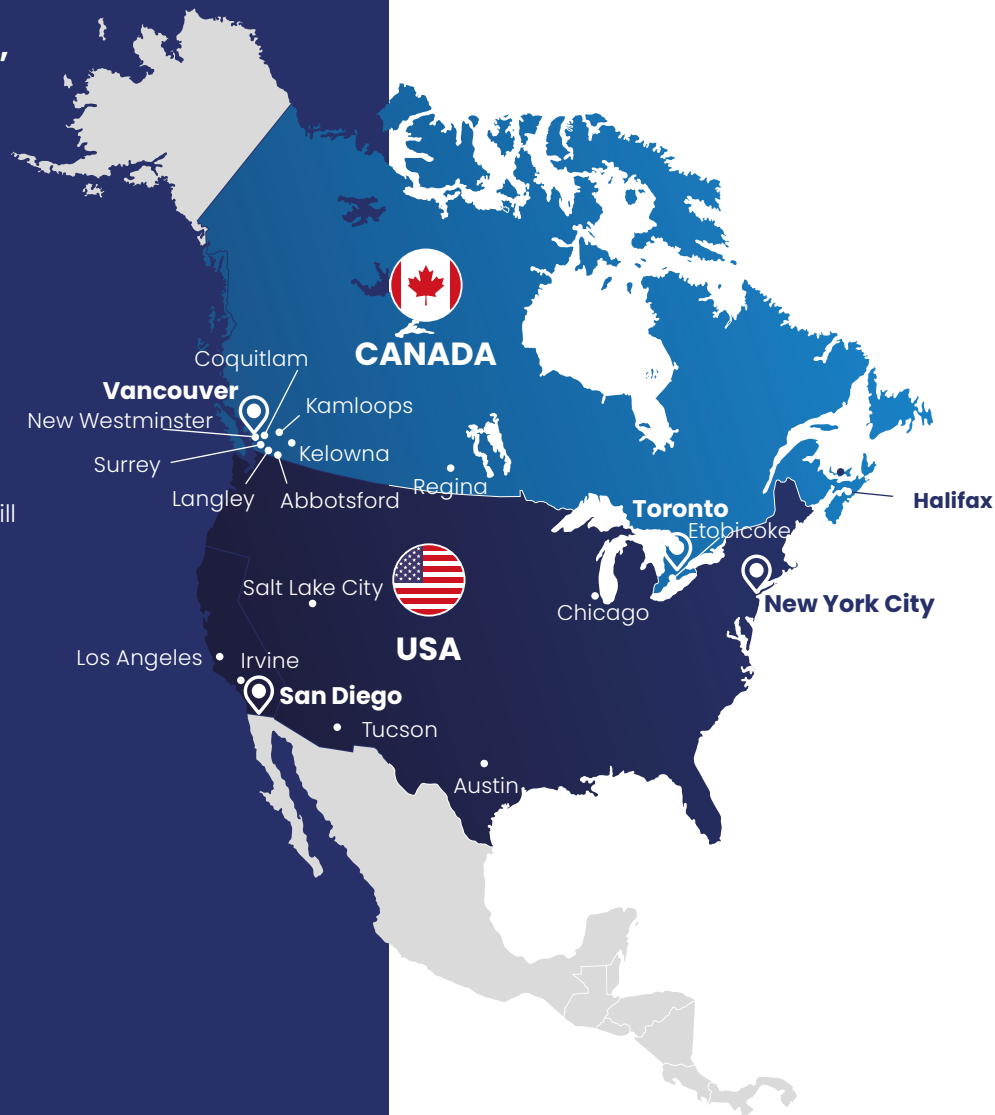 ,
CANADA
Coquitlam
Vancouver
Kamloops
New Westminster
Kelowna
Surrey
Regina
Langley
Abbotsford
Halifax
Toronto
ill
Etobicoke
Salt Lake City
New York City
Chicago
USA
Los Angeles
Irvine
San Diego
Tucson
Austin